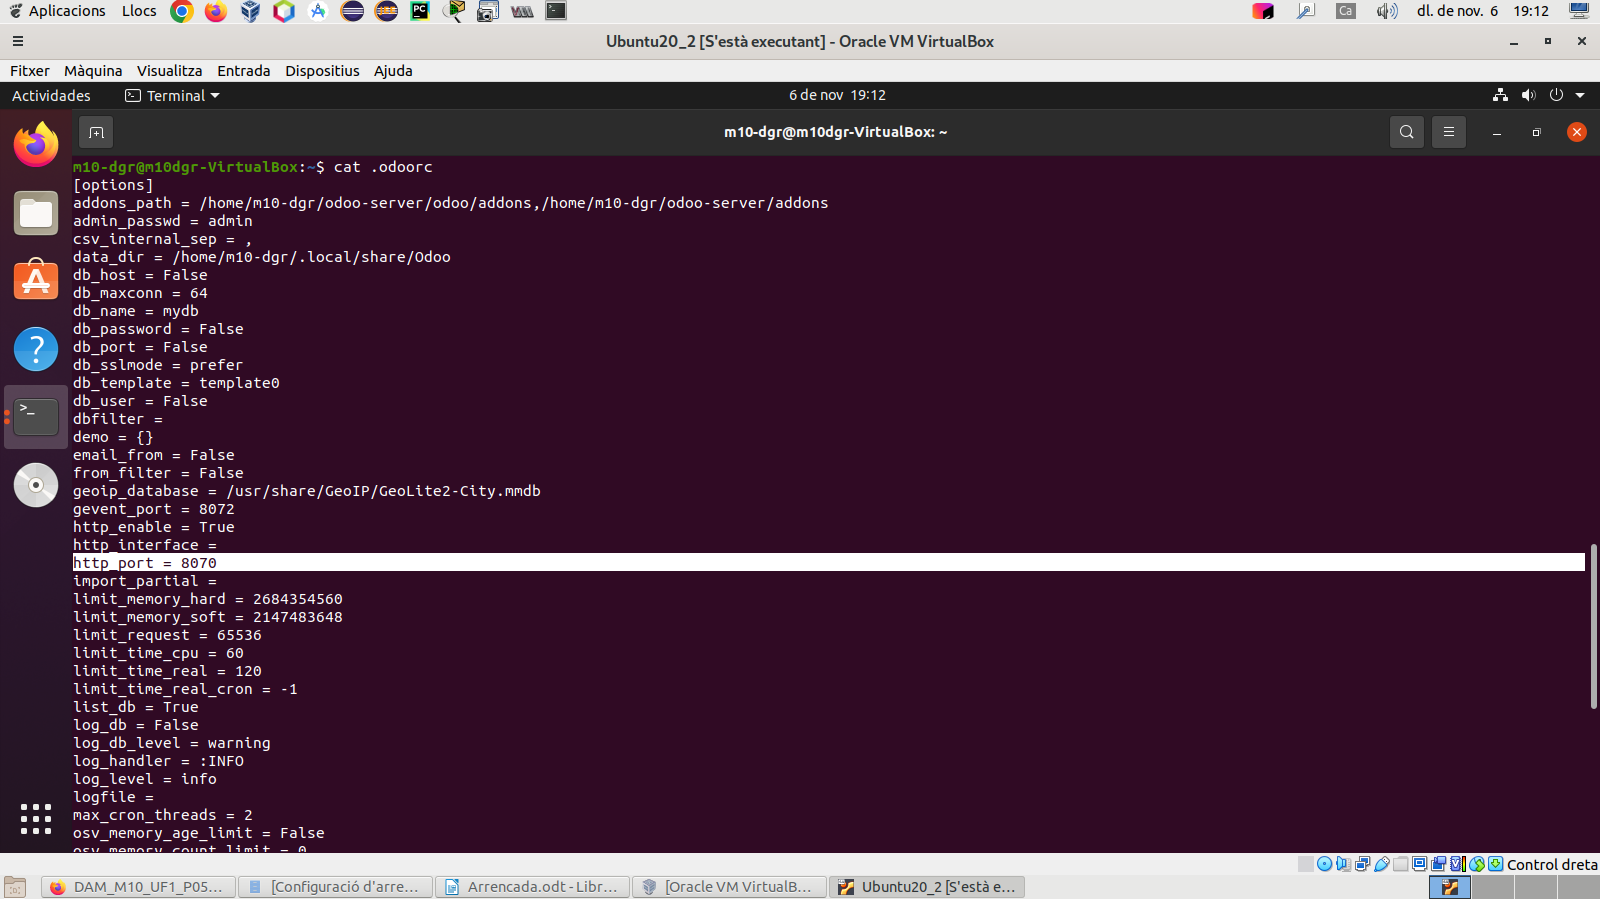 Aplicacions Llocs Ca dl. de nov. 6 19:12
Ubuntu20_2 [S'està executant] - Oracle VM VirtualBox
Fitxer Màquina Visualitza Entrada Dispositius Ajuda
Actividades Terminal 6 de nov 19:12
m10-dgr@m10dgr-VirtualBox: ~
m10-dgr@m10dgr-VirtualBox:~$ cat .odoorc
[options]
addons_path = /home/m10-dgr/odoo-server/odoo/addons,/home/m10-dgr/odoo-server/addons
admin_passwd = admin
csv_internal_sep = ,
data_dir = /home/m10-dgr/.local/share/Odoo
db_host = False
db_maxconn = 64
db_name = mydb
db_password = False
db_port = False
db_sslmode = prefer
db_template = template0
db_user = False
dbfilter =
demo = {}
email_from = False
from_filter = False
geoip_database = /usr/share/GeoIP/GeoLite2-City.mmdb
gevent_port = 8072
http_enable = True
http_interface =
http_port = 8070
import_partial =
limit_memory_hard = 2684354560
limit_memory_soft = 2147483648
limit_request = 65536
limit_time_cpu = 60
limit_time_real = 120
limit_time_real_cron = -1
list_db = True
log_db = False
log_db_level = warning
log_handler = :INFO
log_level = info
logfile =
max_cron_threads = 2
osv_memory_age_limit = False
osv_memory_count_limit = 0
Control dreta
DAM_M10_UF1_P05... [Configuració d'arre... Arrencada.odt - Libr... [Oracle VM VirtualB... Ubuntu20_2 [S'està e...